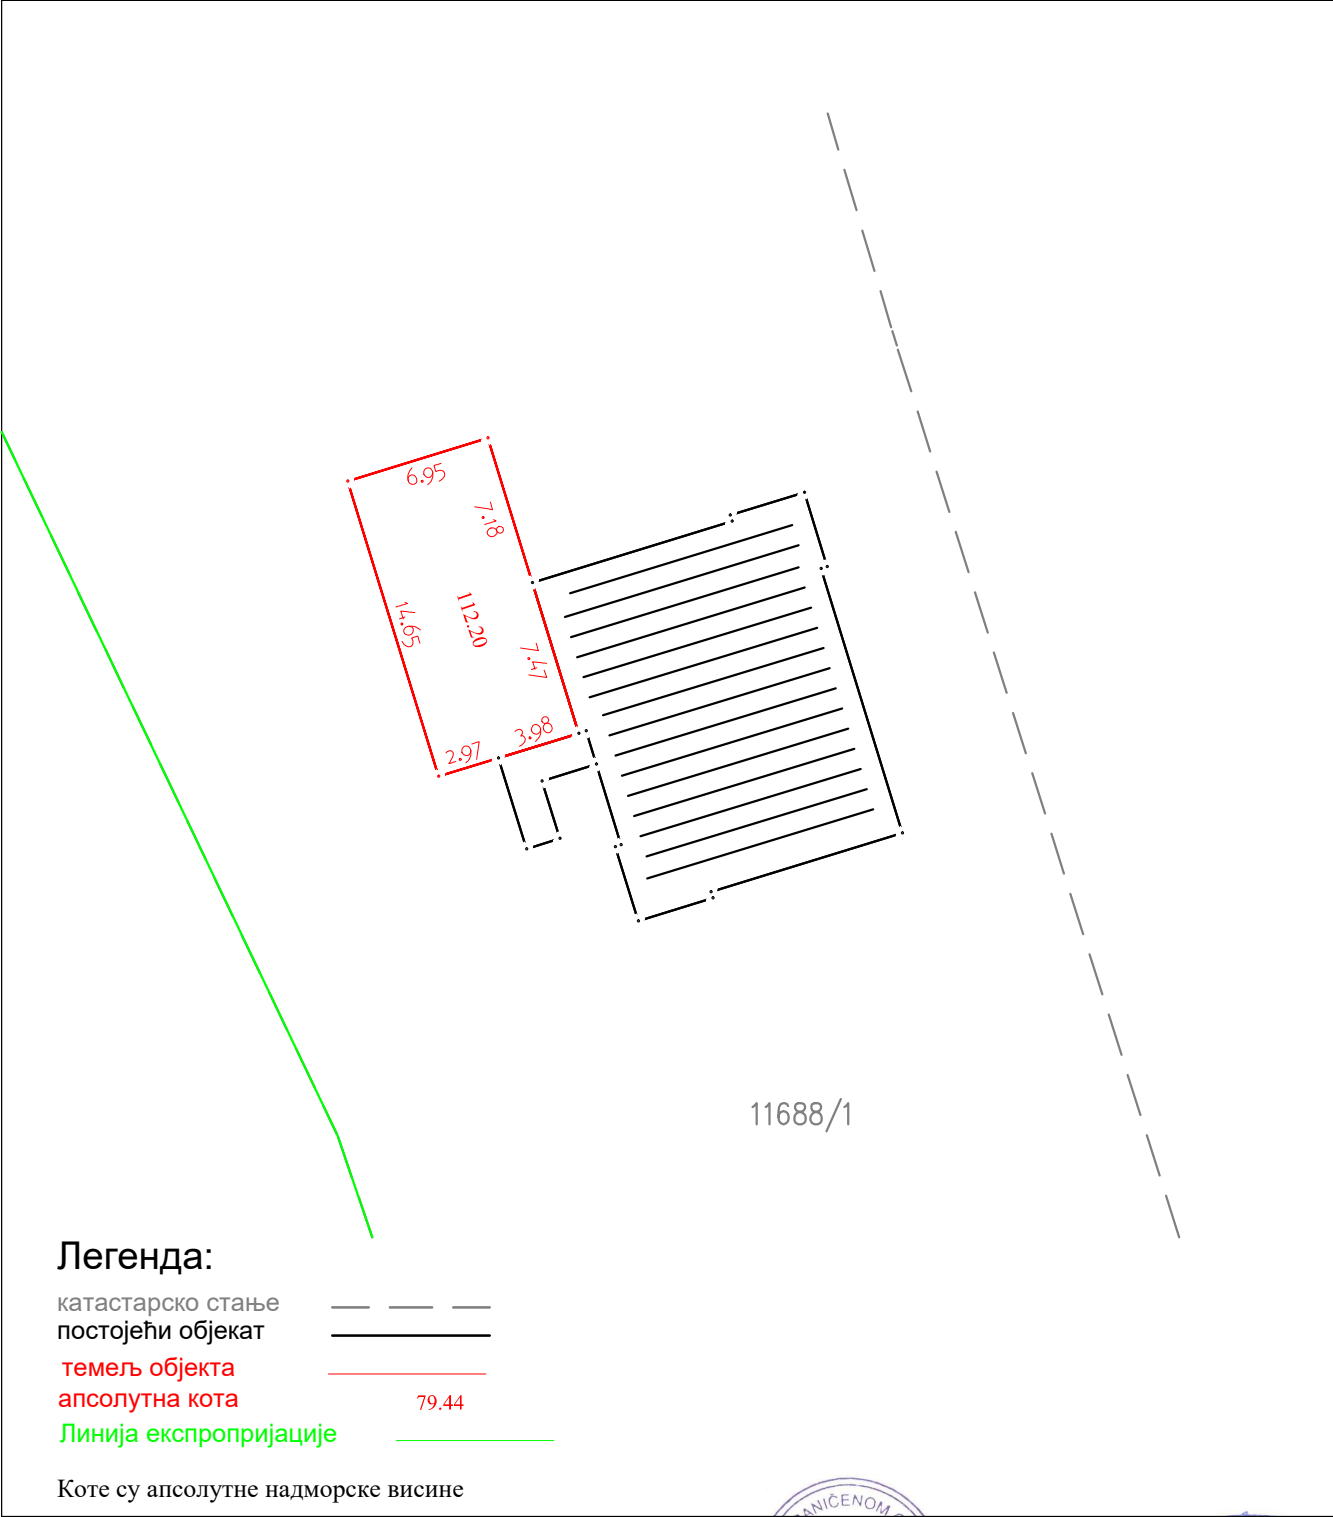 6.95
7.18
14.65
112.20
7.47
3.98
2.97
11688/1
Легенда:
катастарско стање
постојећи објекат
темељ објекта
апсолутна кота 79.44
Линија експропријације
Коте су апсолутне надморске висине
ANIČENOM